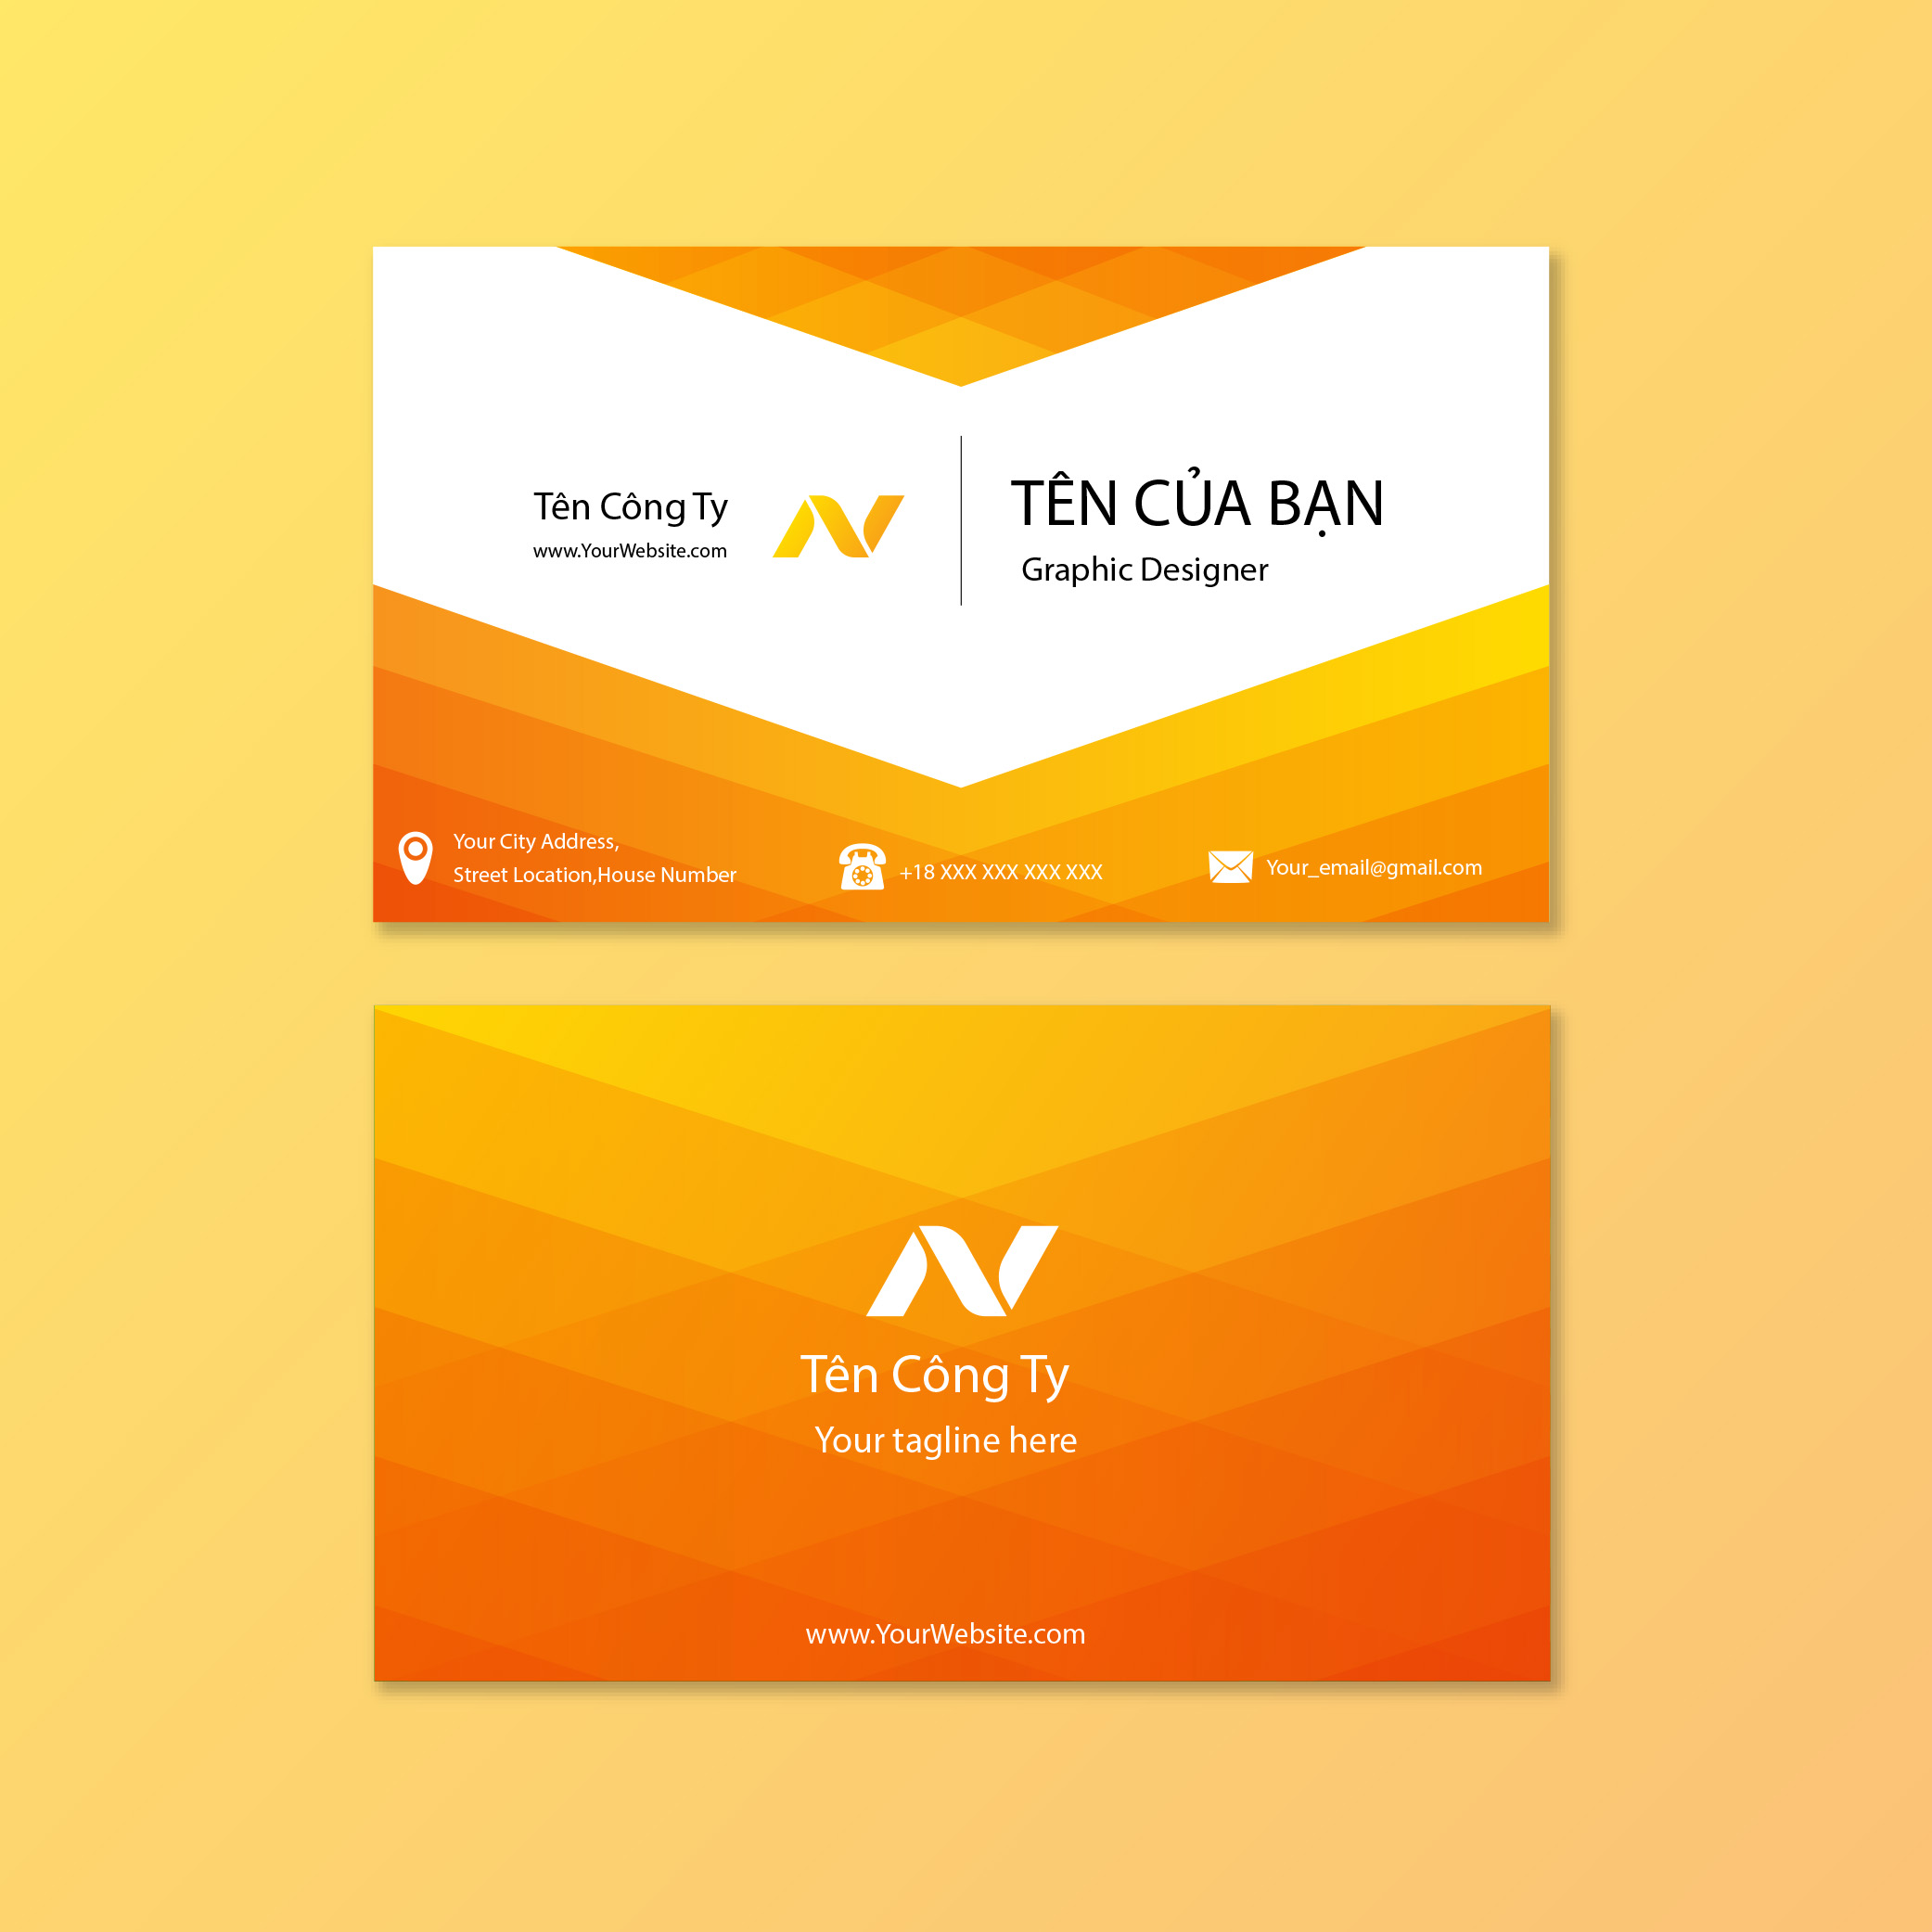 Tên Công Ty
www.YourWebsite.com
TÊN CỦA BẠN
Graphic Designer
Your City Address,
Street Location,House Number
+18 XXX XXX XXX XXX
Your_email@gmail.com
Tên Công Ty
Your tagline here
www.YourWebsite.com